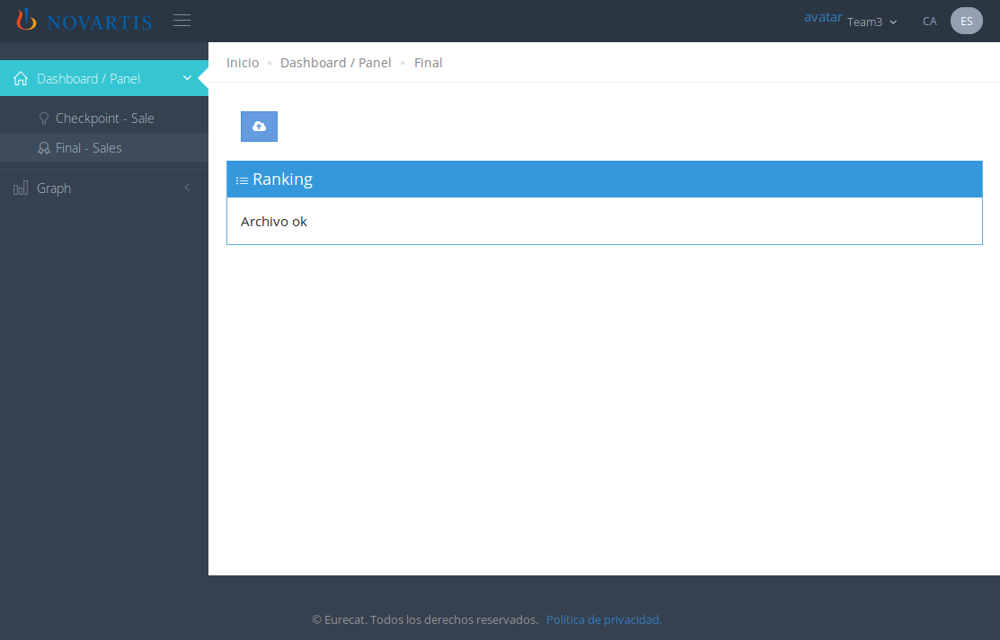 NOVARTIS
avatar Team3 CA ES
Dashboard / Panel
Checkpoint - Sale
Final - Sales
Graph
Inicio Dashboard / Panel Final
Ranking
Archivo ok
© Eurecat. Todos los derechos reservados. Política de privacidad.